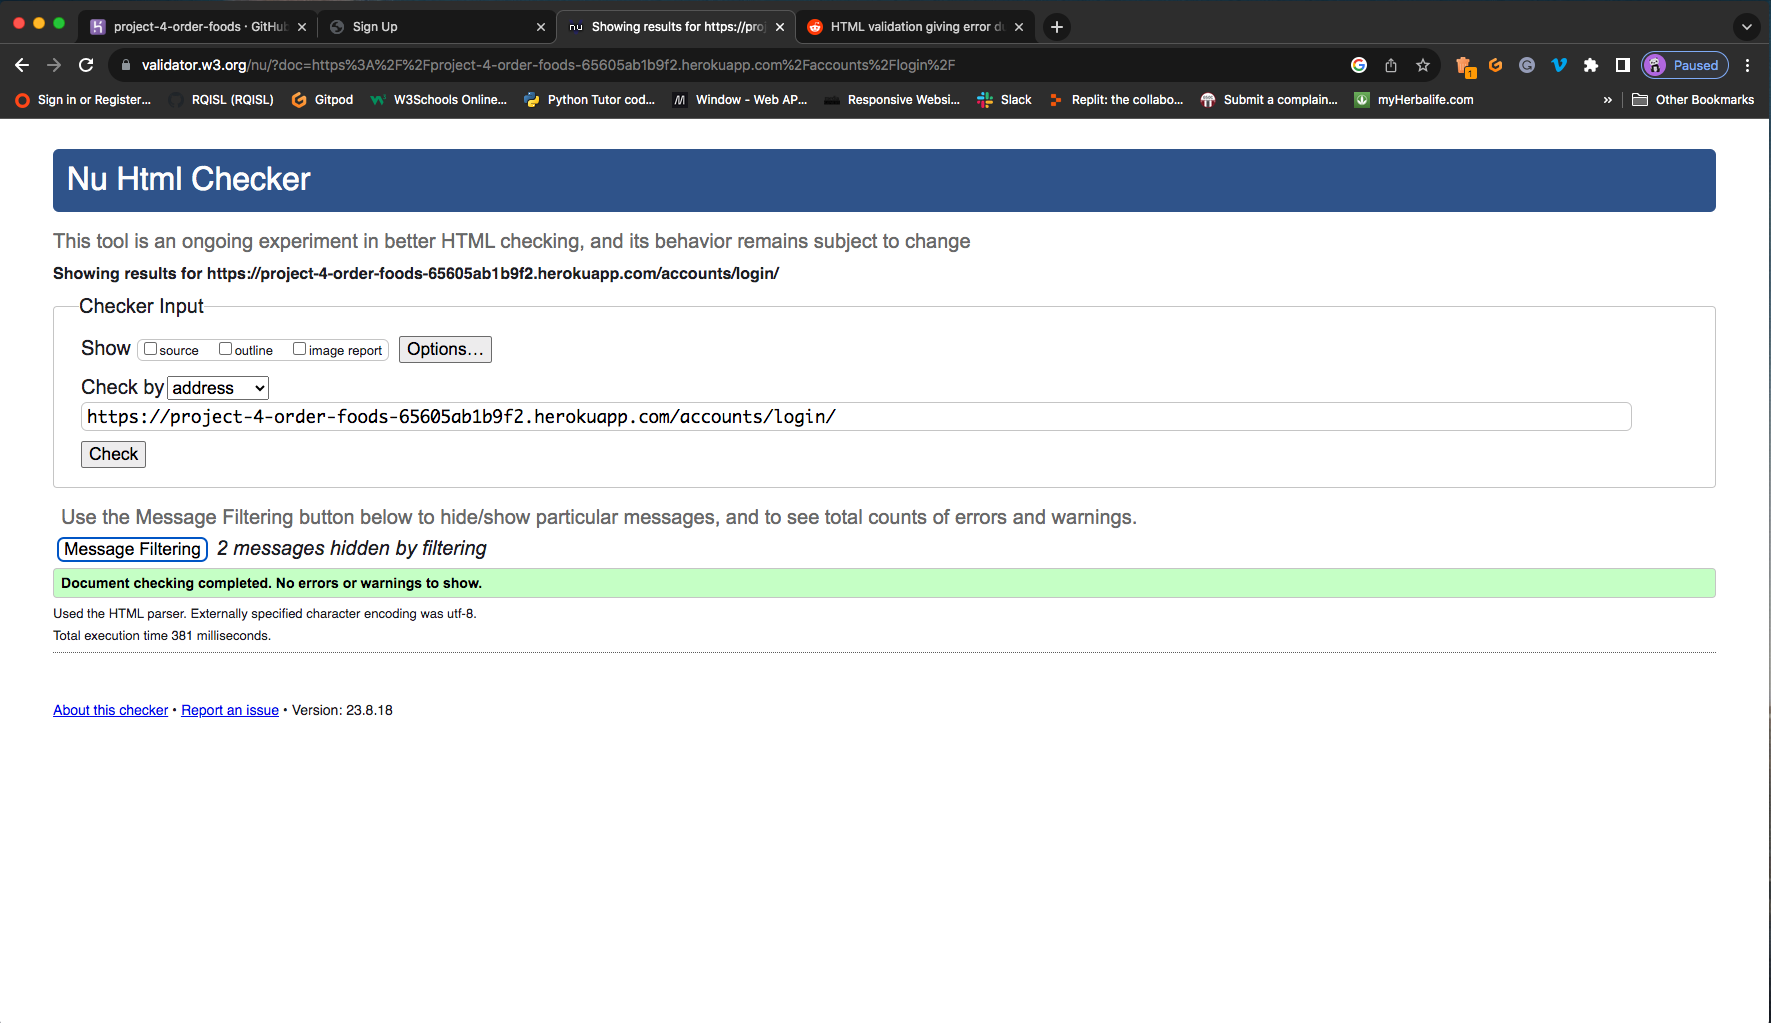 project-4-order-foods · GitHub
Sign Up
nu Showing results for https://proj
HTML validation giving error du
validator.w3.org/nu/?doc=https%3A%2F%2Fproject-4-order-foods-65605ab1b9f2.herokuapp.com%2Faccounts%2Flogin%2F
1
Paused
Sign in or Register...
RQISL (RQISL)
Gitpod
W3Schools Online...
Python Tutor cod...
Window - Web AP...
Responsive Websi...
Slack
Replit: the collabo...
Submit a complain...
myHerbalife.com
»
Other Bookmarks
Nu Html Checker
This tool is an ongoing experiment in better HTML checking, and its behavior remains subject to change
Showing results for https://project-4-order-foods-65605ab1b9f2.herokuapp.com/accounts/login/
Checker Input
Show source outline image report Options...
Check by address
https://project-4-order-foods-65605ab1b9f2.herokuapp.com/accounts/login/
Check
Use the Message Filtering button below to hide/show particular messages, and to see total counts of errors and warnings.
Message Filtering 2 messages hidden by filtering
Document checking completed. No errors or warnings to show.
Used the HTML parser. Externally specified character encoding was utf-8.
Total execution time 381 milliseconds.
About this checker • Report an issue • Version: 23.8.18